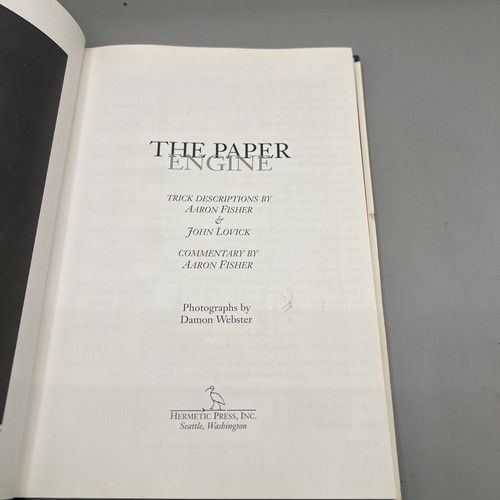 THE PAPER
ENGINE
TRICK DESCRIPTIONS BY
AARON FISHER
&
JOHN LOVICK
COMMENTARY BY
AARON FISHER
Photographs by
Damon Webster
HERMETIC PRESS, INC.
Seattle, Washington